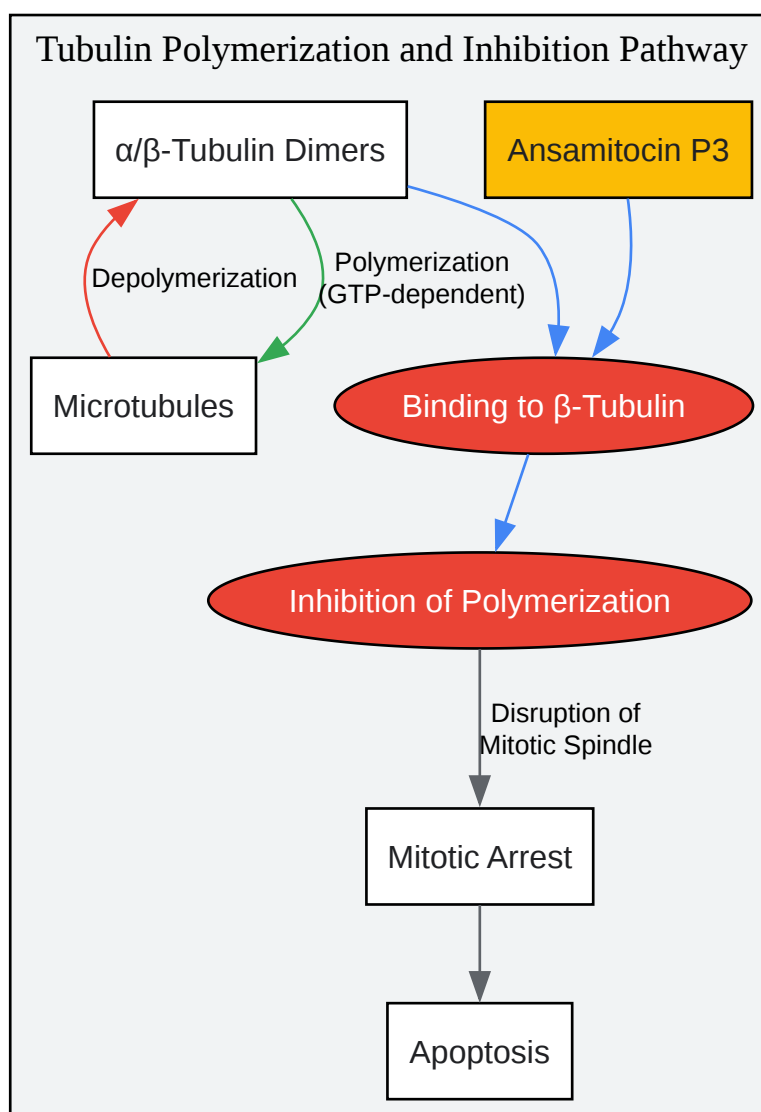 Tubulin Polymerization and Inhibition Pathway
α/β-Tubulin Dimers
Ansamitocin P3
Depolymerization
Polymerization
(GTP-dependent)
Microtubules
Binding to β-Tubulin
Inhibition of Polymerization
Disruption of
Mitotic Spindle
Mitotic Arrest
Apoptosis